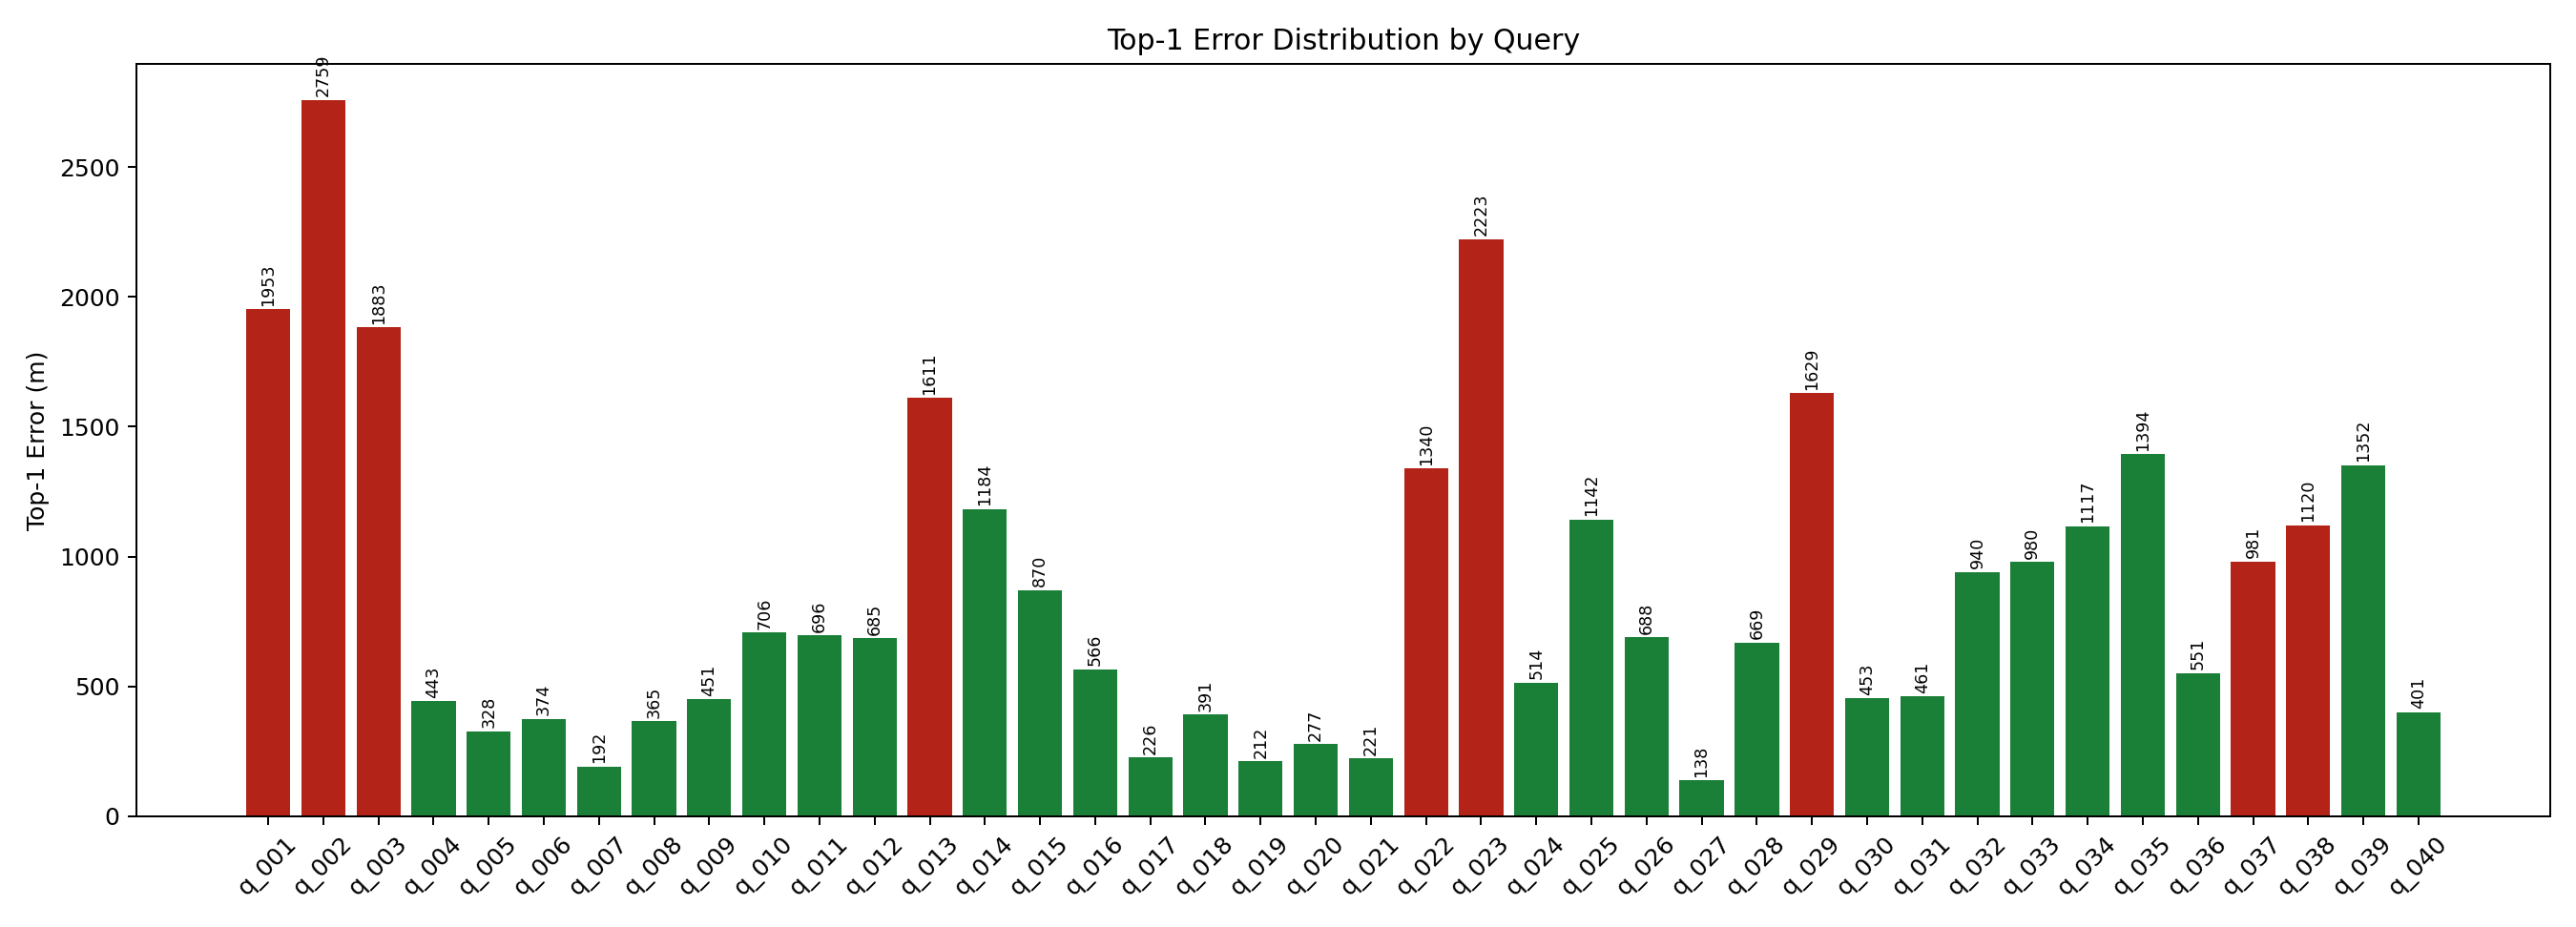 Top-1 Error Distribution by Query
Top-1 Error (m)
2500
2000
1500
1000
500
0
1953
2759
1883
443
328
374
192
365
451
706
696
685
1611
1184
870
566
226
391
212
277
221
1340
2223
514
1142
688
138
669
1629
453
461
940
980
1117
1394
551
981
1120
1352
401
q_001
q_002
q_003
q_004
q_005
q_006
q_007
q_008
q_009
q_010
q_011
q_012
q_013
q_014
q_015
q_016
q_017
q_018
q_019
q_020
q_021
q_022
q_023
q_024
q_025
q_026
q_027
q_028
q_029
q_030
q_031
q_032
q_033
q_034
q_035
q_036
q_037
q_038
q_039
q_040